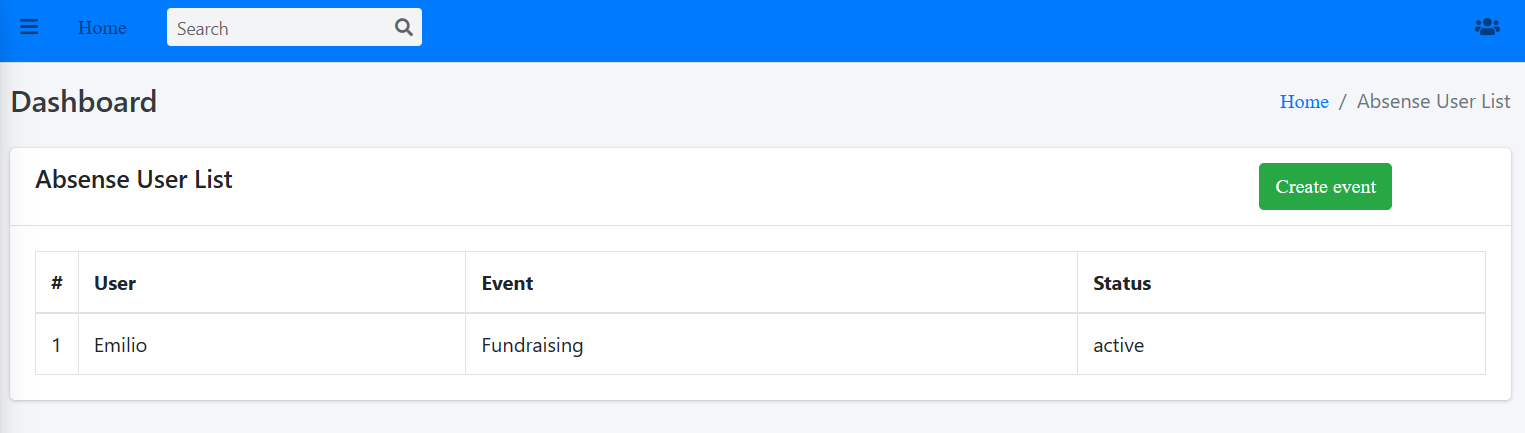 Home Search
Dashboard
Home / Absense User List
Absense User List
Create event
# User Event Status
1 Emilio Fundraising active